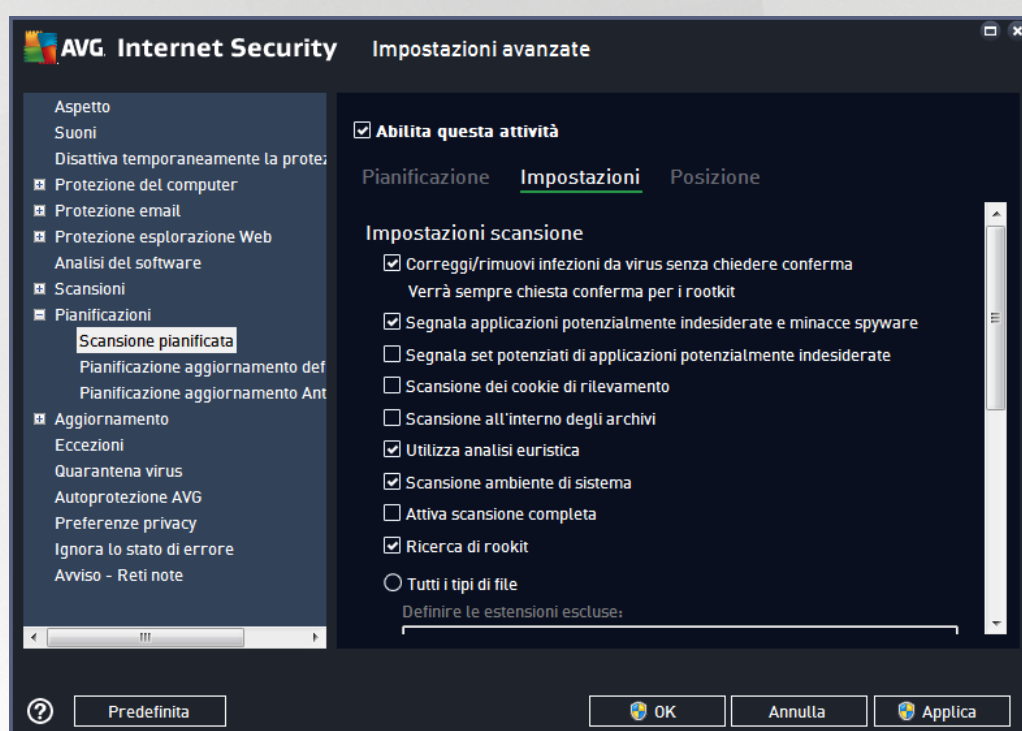 AVG. Internet Security
Impostazioni avanzate
Aspetto
Suoni
Disattiva temporaneamente la
Protezione del computer
Protezione email
Protezione esplorazione Web
Analisi del software
Scansioni
Pianificazioni
Scansione pianificata
Pianificazione aggiornamento def
Pianificazione aggiornamento Ant
Aggiornamento
Eccezioni
Quarantena virus
Autoprotezione AVG
Preferenze privacy
Ignora lo stato di errore
Avviso - Reti note
Abilita questa attività
Pianificazione Impostazioni Posizione
Impostazioni scansione
Correggi/rimuovi infezioni da virus senza chiedere conferma
Verrà sempre chiesta conferma per i rootkit
Segnala applicazioni potenzialmente indesiderate e minacce spyware
Segnala set potenziati di applicazioni potenzialmente indesiderate
Scansione dei cookie di rilevamento
Scansione all'interno degli archivi
Utilizza analisi euristica
Scansione ambiente di sistema
Attiva scansione completa
Ricerca di rookit
Tutti i tipi di file
Definire le estensioni escluse:
Predefinita
OK
Annulla
Applica